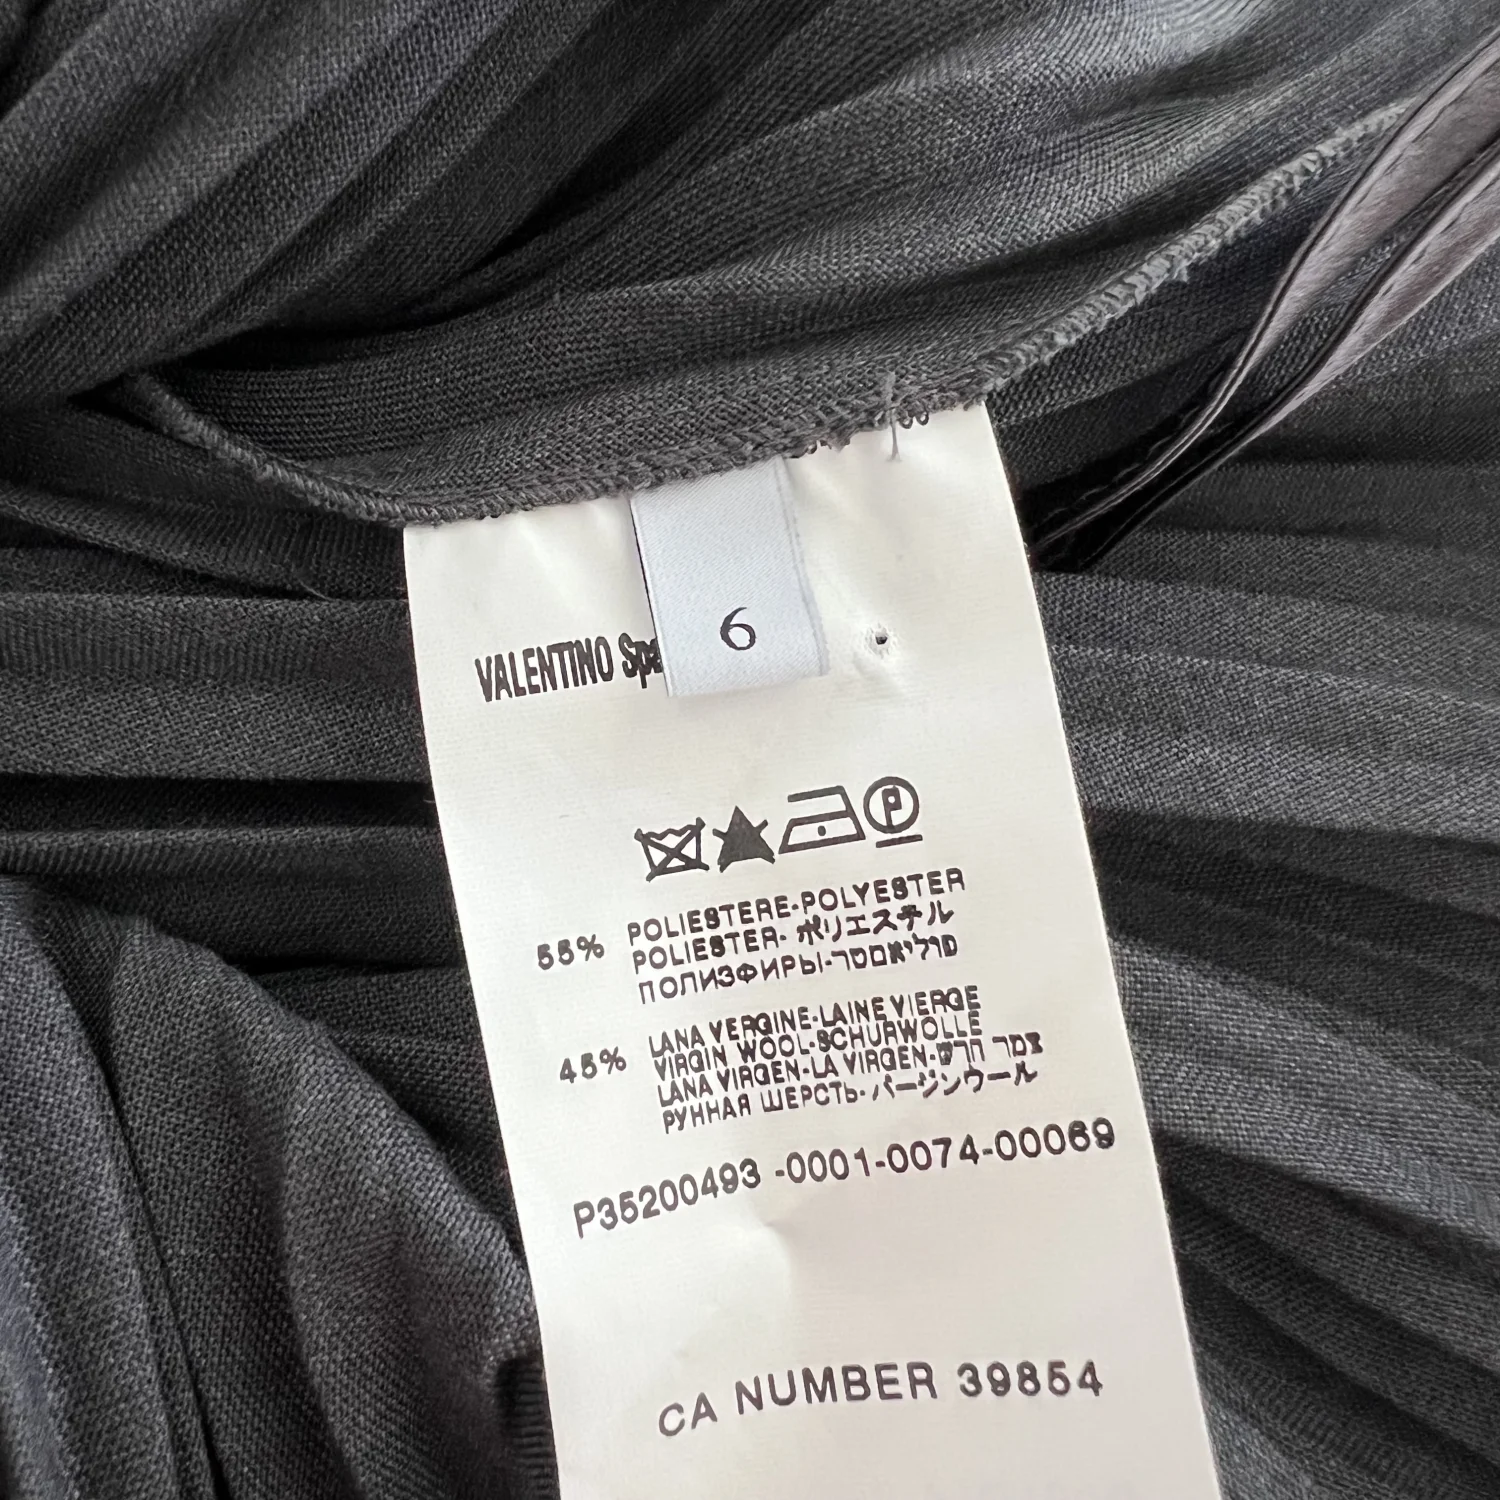 VALENTINO Spa
6
P
55% POLIESTERE-POLYESTER
POLIESTER- ポリエステル
ПОЛИЭФИРЫ-פוליאסטר
45% LANA VERGINE-LAINE VIERGE
VIRGIN WOOL-SCHURWOLLE
LANA VIRGEN-LA VIRGEN-צמר חדש
РУННАЯ ШЕРСТЬ-バージンウール
P35200493 -0001-0074-00069
CA NUMBER 39854